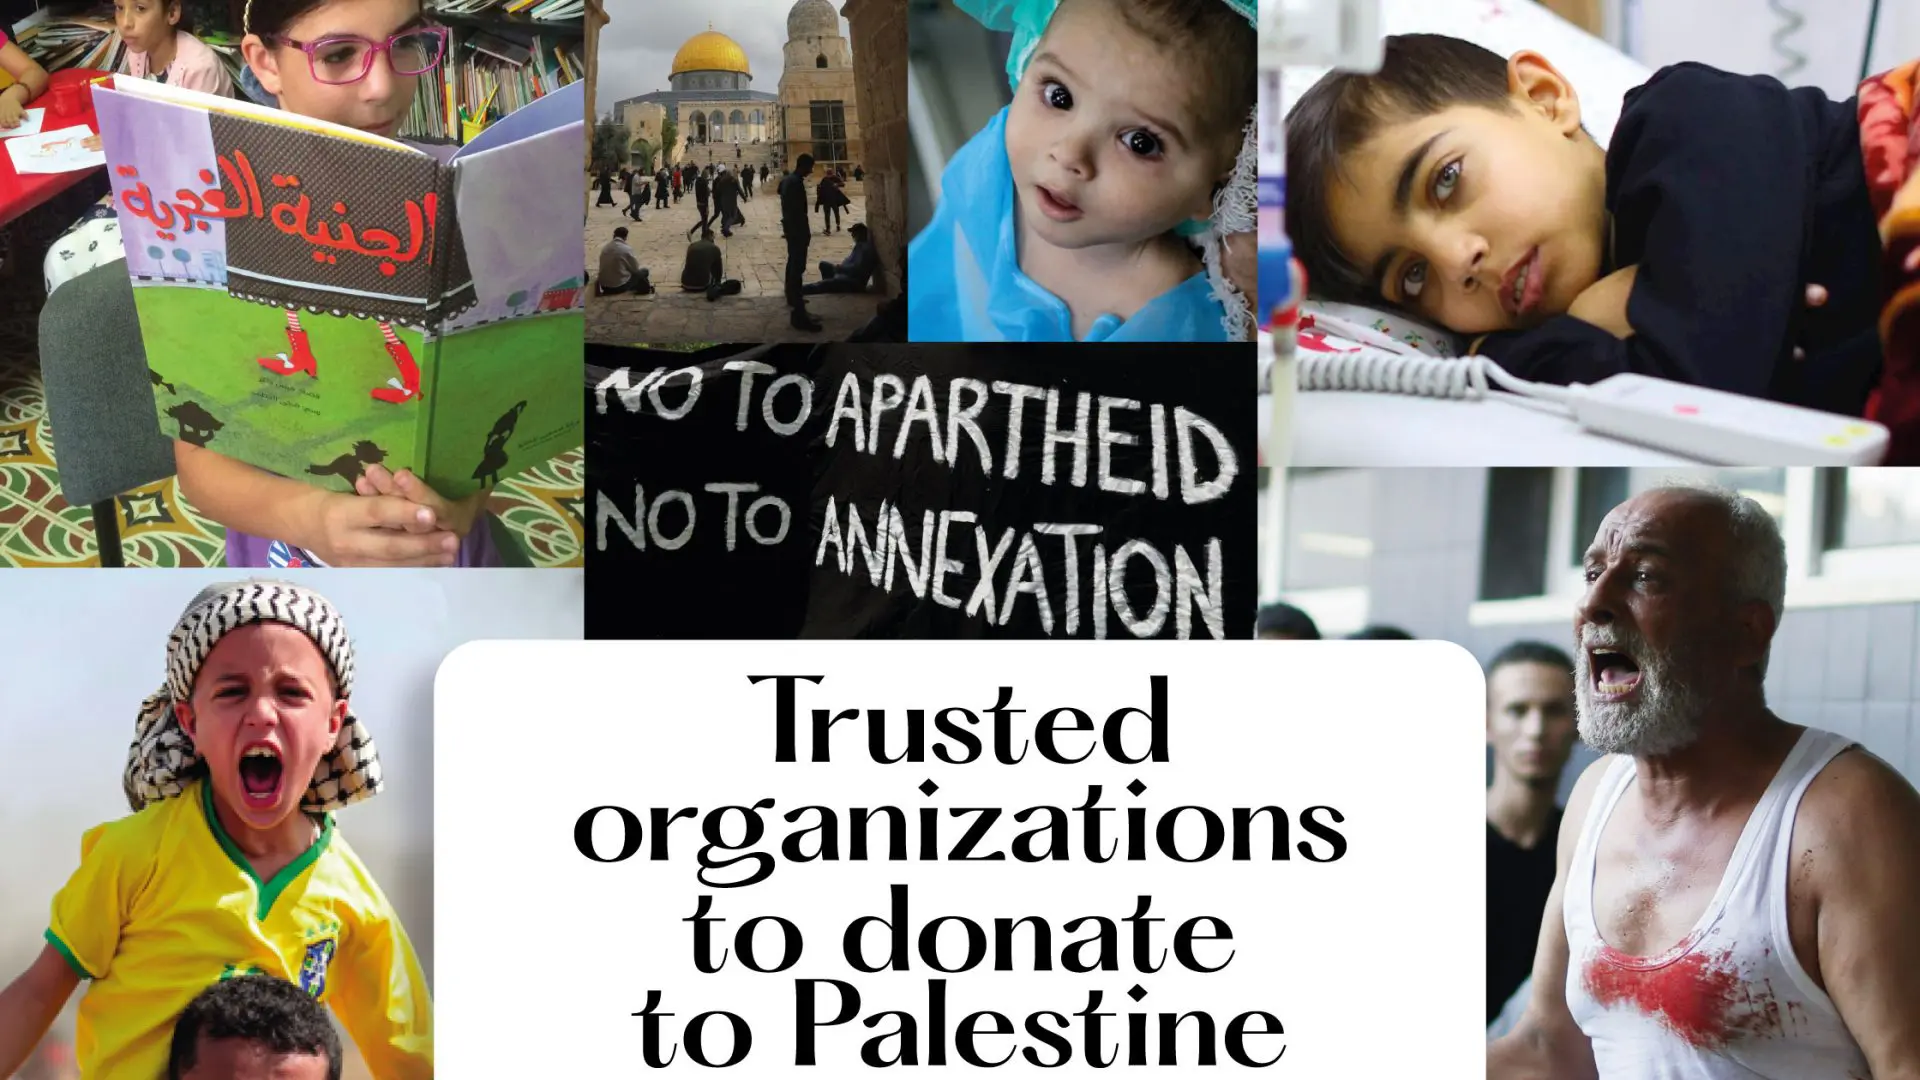 الجنية الغجرية
NO TO APARTHEID
NO TO ANNEXATION
Trusted
organizations
to donate
to Palestine